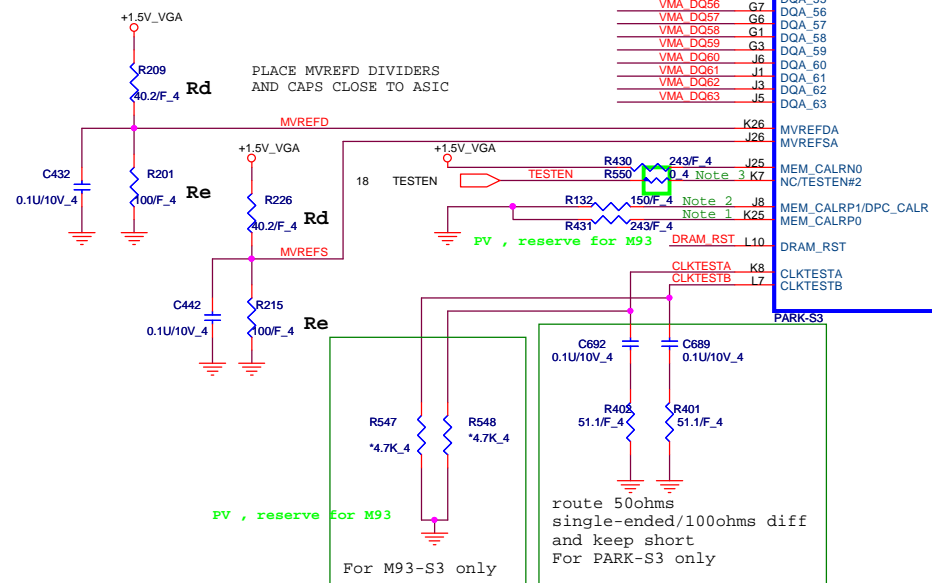 +1.5V_VGA
R209
40.2/F_4
Rd
PLACE MVREFD DIVIDERS
AND CAPS CLOSE TO ASIC
MVREFD
C432
0.1U/10V_4
R201
100/F_4
Re
+1.5V_VGA
R226
40.2/F_4
Rd
MVREFS
C442
0.1U/10V_4
R215
100/F_4
Re
VMA_DQ56 G7 DQA_56
VMA_DQ57 G6 DQA_57
VMA_DQ58 G1 DQA_58
VMA_DQ59 G3 DQA_59
VMA_DQ60 J6 DQA_60
VMA_DQ61 J1 DQA_61
VMA_DQ62 J3 DQA_62
VMA_DQ63 J5 DQA_63
K26 MVREFDA
J26 MVREFSA
+1.5V_VGA
R430 243/F_4 J25 MEM_CALRN0
18 TESTEN TESTEN R550 0_4 Note 3 K7 NC/TESTEN#2
R132 150/F_4 Note 2 J8 MEM_CALRP1/DPC_CALR
R431 243/F_4 Note 1 K25 MEM_CALRP0
PV , reserve for M93
DRAM_RST L10 DRAM_RST
CLKTESTA K8 CLKTESTA
CLKTESTB L7 CLKTESTB
PARK-S3
C692
0.1U/10V_4
C689
0.1U/10V_4
R402
51.1/F_4
R401
51.1/F_4
R547
*4.7K_4
R548
*4.7K_4
route 50ohms
single-ended/100ohms diff
and keep short
For PARK-S3 only
PV , reserve for M93
For M93-S3 only